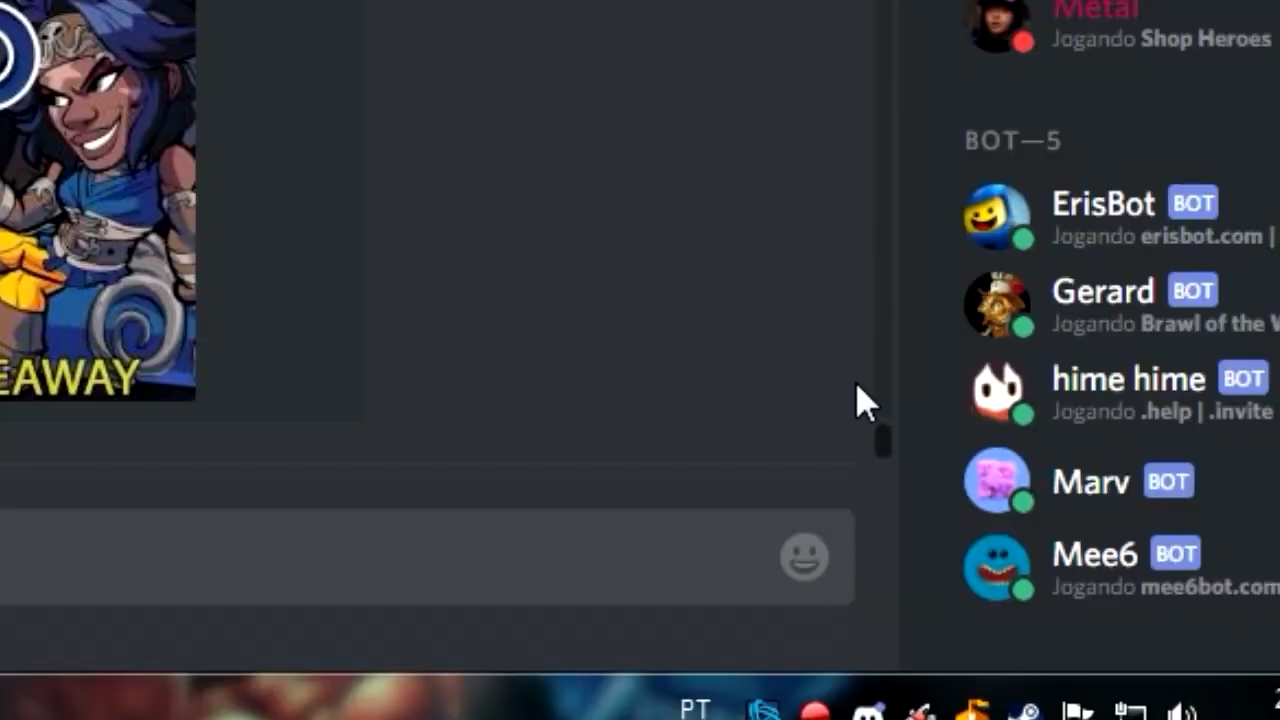 Metal
Jogando Shop Heroes
BOT—5
ErisBot BOT
Jogando erisbot.com |
Gerard BOT
Jogando Brawl of the
hime hime BOT
Jogando .help | .invite
Marv BOT
Mee6 BOT
Jogando mee6bot.com
EAWAY
PT